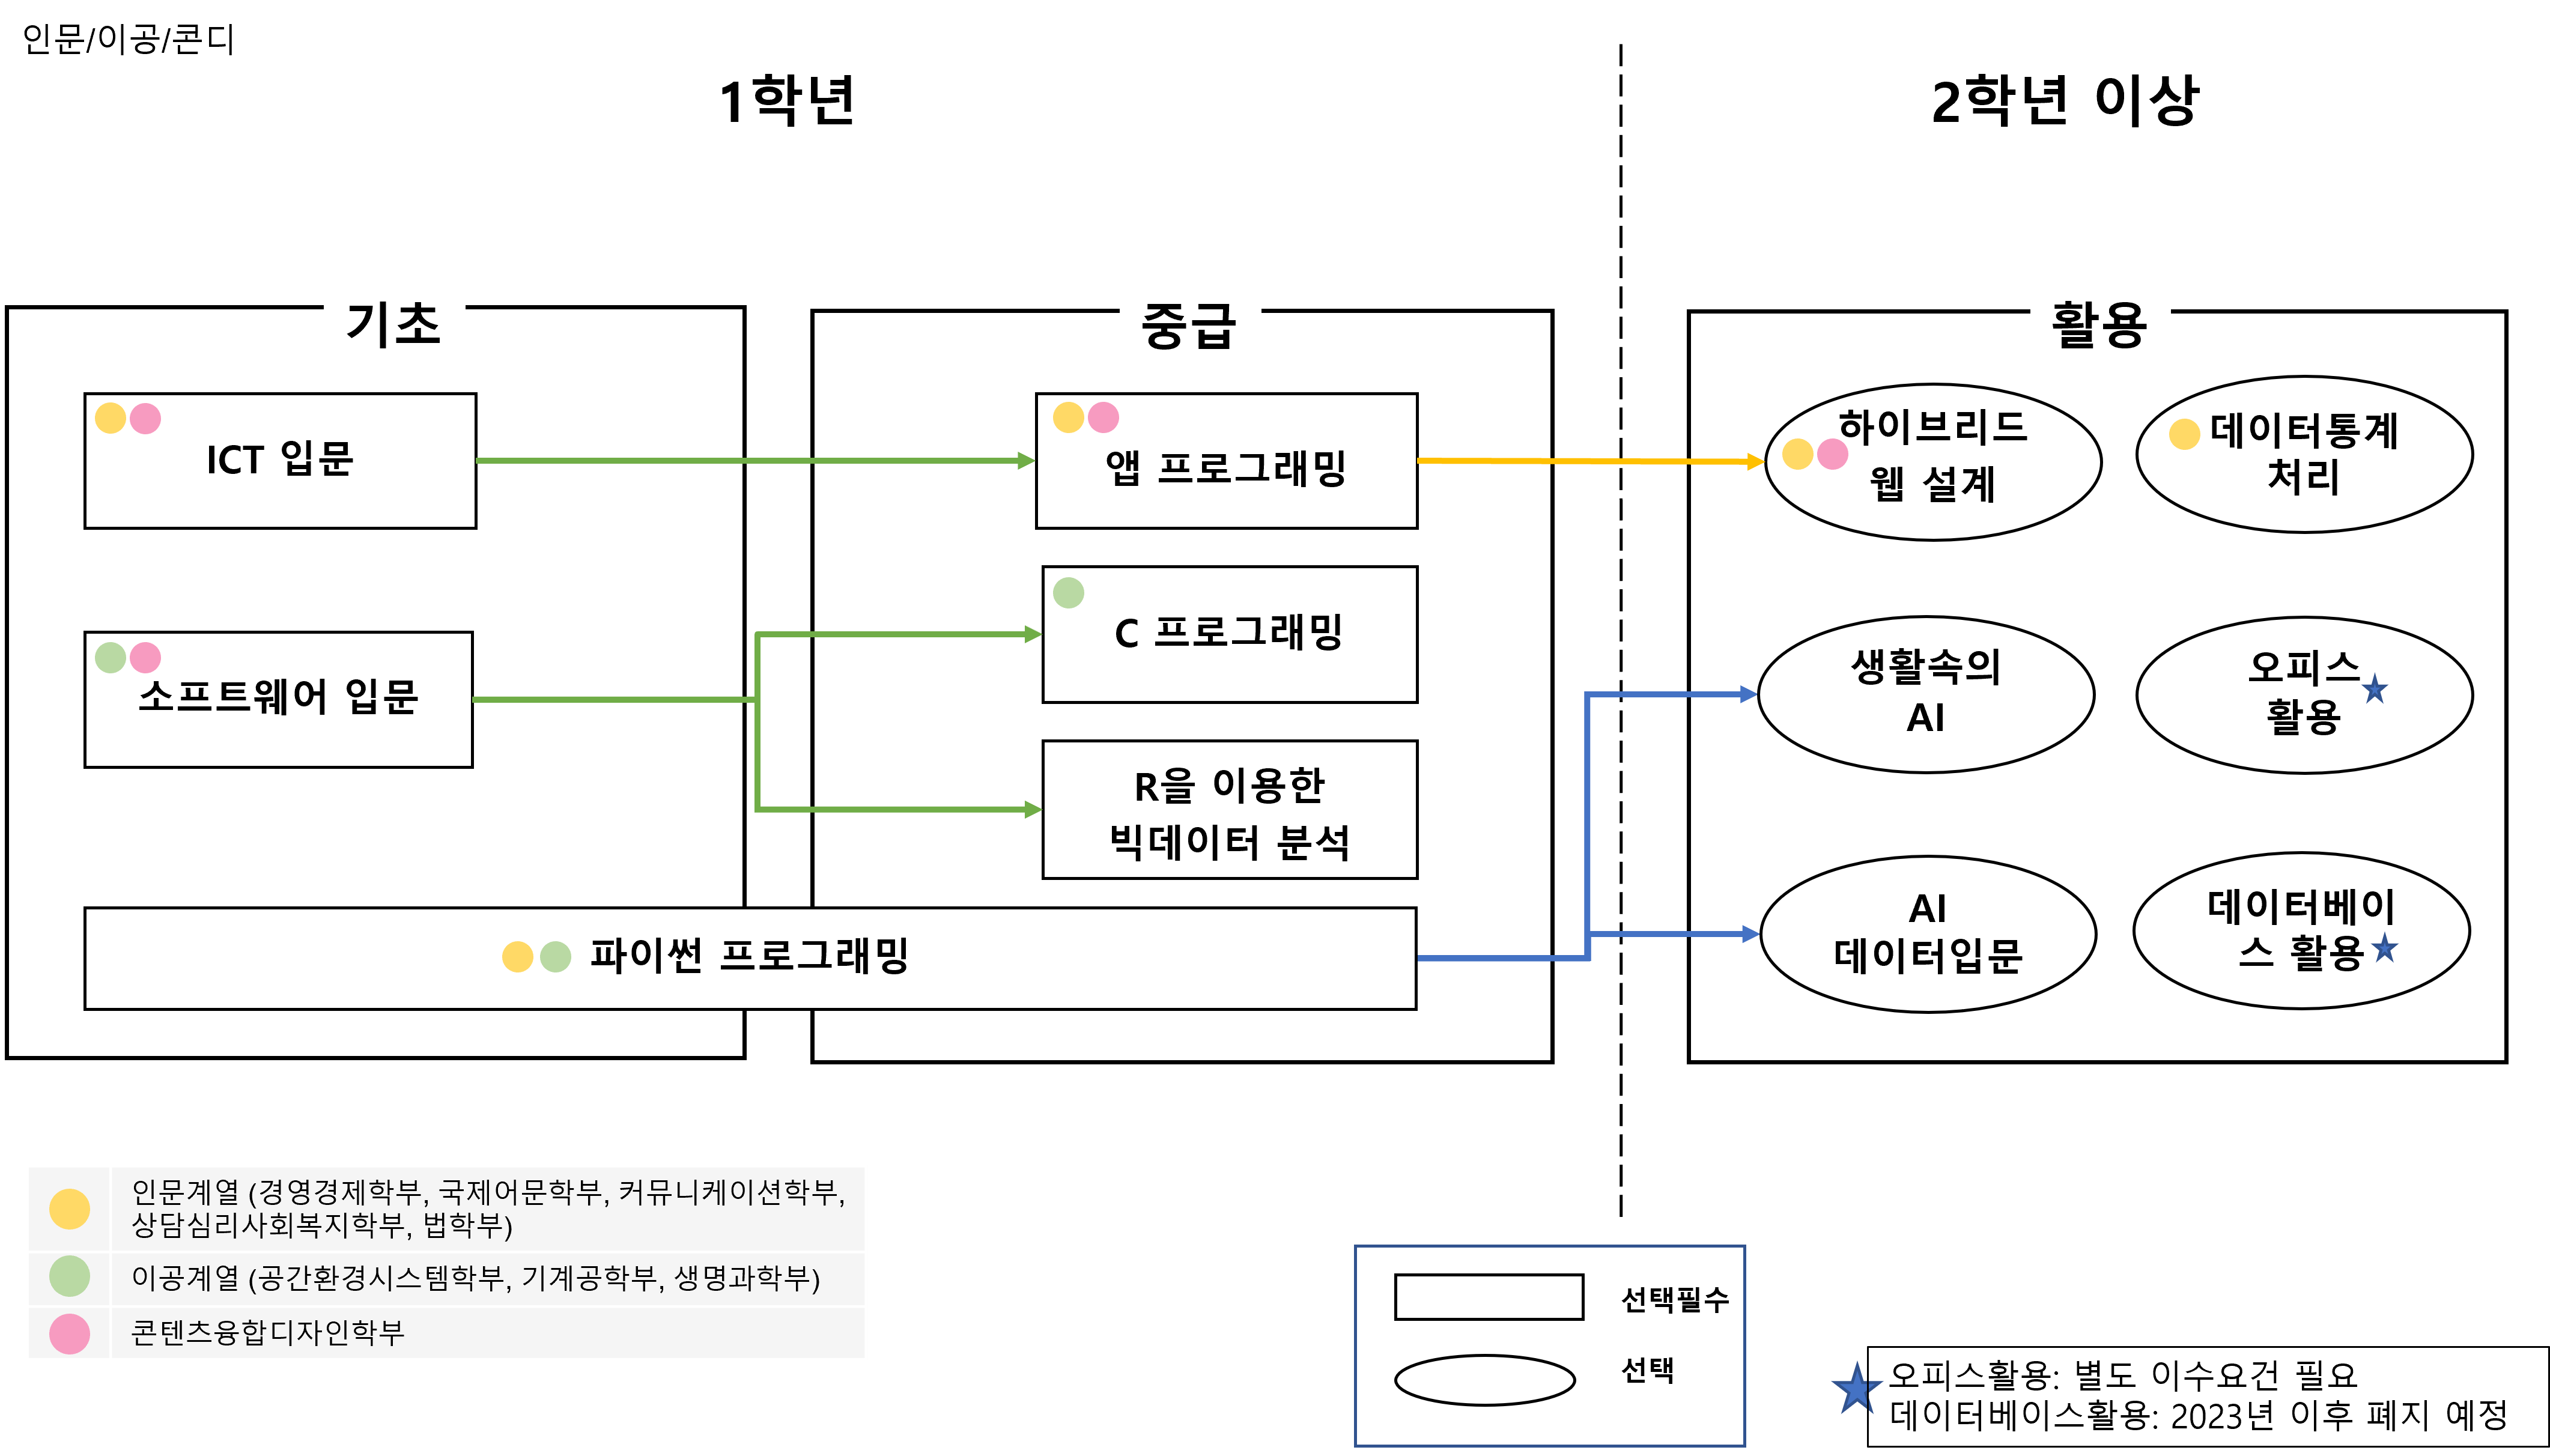 인문/이공/콘디
1학년
2학년 이상
기초
중급
활용
ICT 입문
소프트웨어 입문
앱 프로그래밍
C 프로그래밍
R을 이용한
빅데이터 분석
파이썬 프로그래밍
하이브리드
웹 설계
데이터통계
처리
생활속의
AI
오피스
활용
AI
데이터입문
데이터베이
스 활용
인문계열 (경영경제학부, 국제어문학부, 커뮤니케이션학부,
상담심리사회복지학부, 법학부)
이공계열 (공간환경시스템학부, 기계공학부, 생명과학부)
콘텐츠융합디자인학부
선택필수
선택
오피스활용: 별도 이수요건 필요
데이터베이스활용: 2023년 이후 폐지 예정